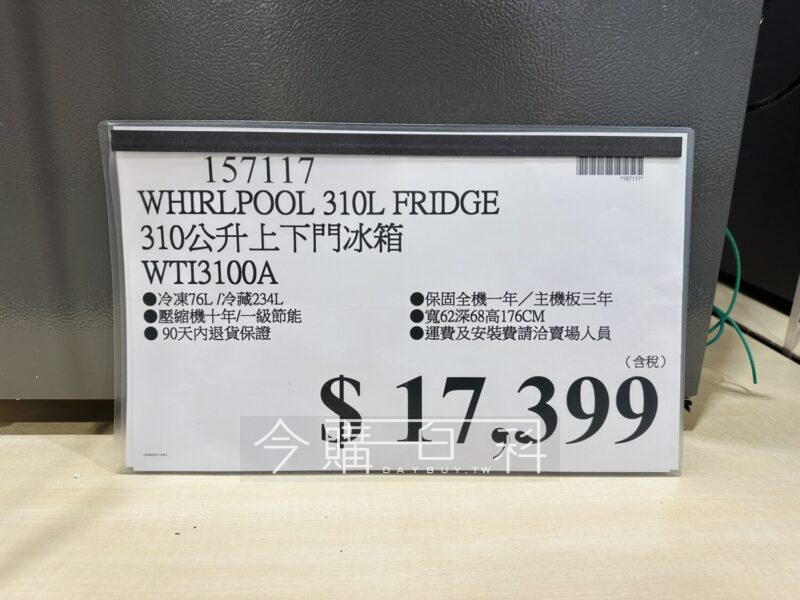 157117
*157117*
WHIRLPOOL 310L FRIDGE
310公升上下門冰箱
WTI3100A
●冷凍76L /冷藏234L
●壓縮機十年/一級節能
● 90天內退貨保證
●保固全機一年／主機板三年
●寬62深68高176CM
●運費及安裝費請洽賣場人員
(含稅)
$ 17,399
今購百科
DAYBUY.TW